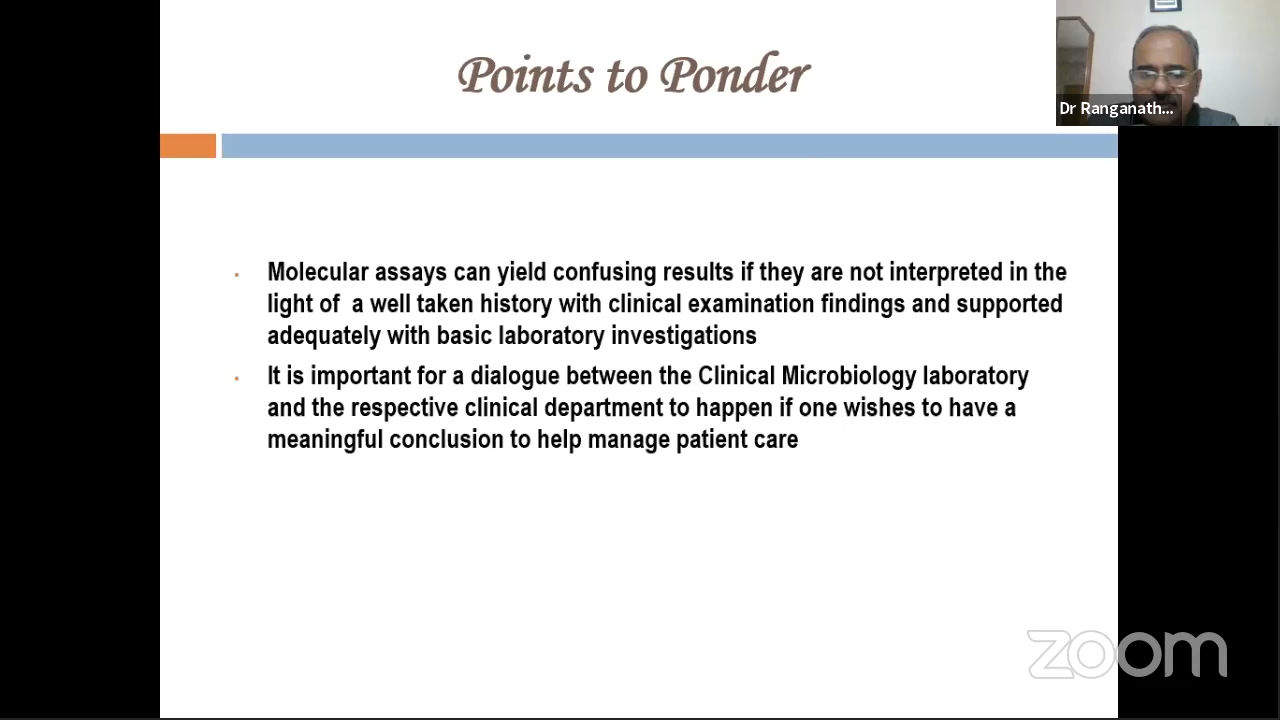 Points to Ponder
Dr Ranganath...
Molecular assays can yield confusing results if they are not interpreted in the
light of a well taken history with clinical examination findings and supported
adequately with basic laboratory investigations
It is important for a dialogue between the Clinical Microbiology laboratory
and the respective clinical department to happen if one wishes to have a
meaningful conclusion to help manage patient care
zoom